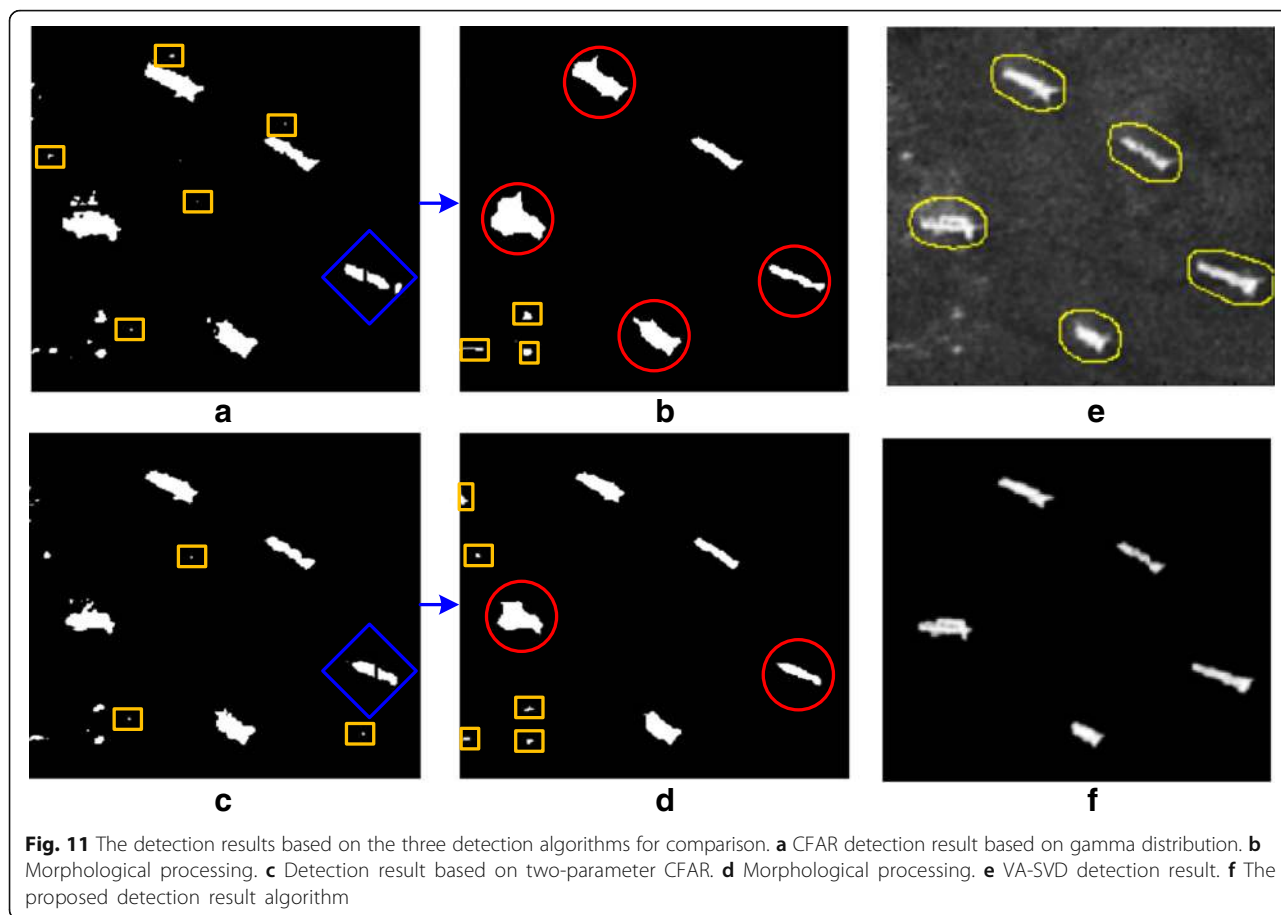 a
b
e
c
d
f
Fig. 11 The detection results based on the three detection algorithms for comparison. a CFAR detection result based on gamma distribution. b
Morphological processing. c Detection result based on two-parameter CFAR. d Morphological processing. e VA-SVD detection result. f The
proposed detection result algorithm